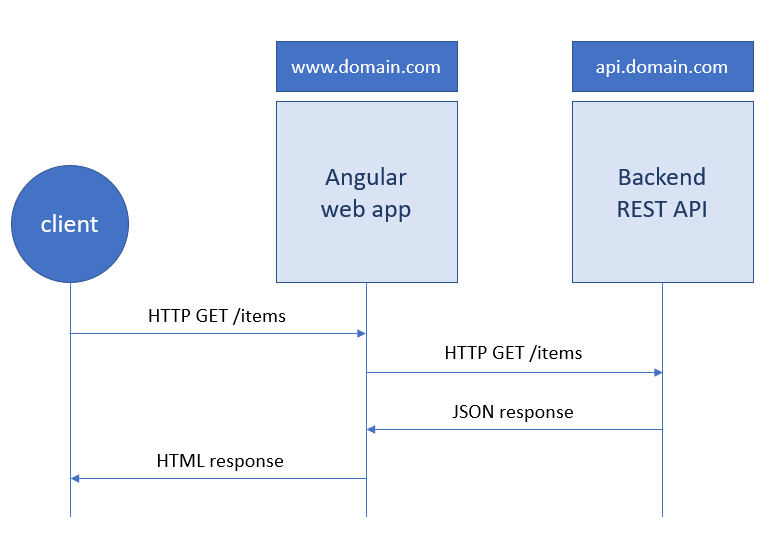 www.domain.com
api.domain.com
Angular
web app
Backend
REST API
client
HTTP GET /items
HTTP GET /items
JSON response
HTML response